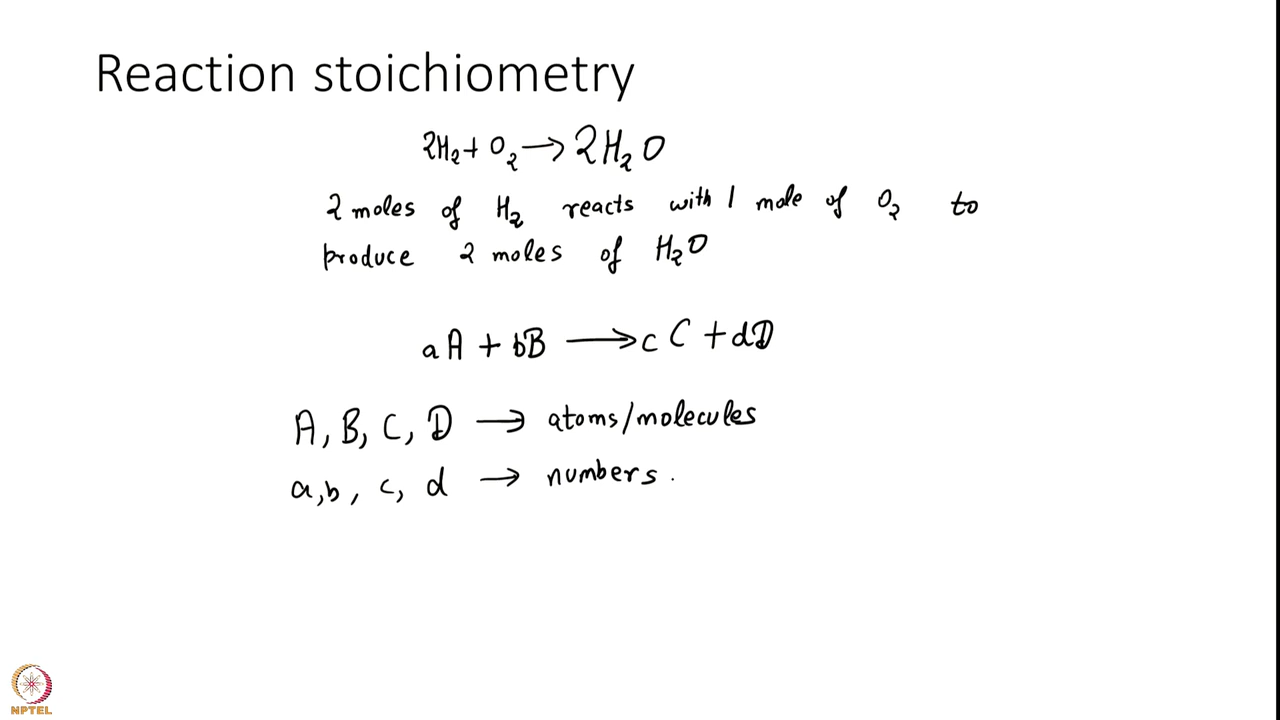 Reaction stoichiometry
2H₂ + O₂ → 2H₂O
2 moles of H₂ reacts with 1 mole of O₂ to
produce 2 moles of H₂O
aA + bB → cC + dD
A, B, C, D → atoms/molecules
a, b, c, d → numbers.
NPTEL